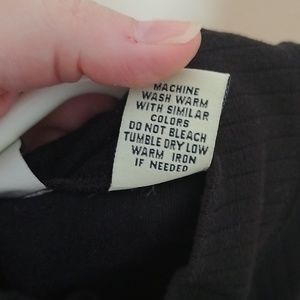 MACHINE
WASH WARM
WITH SIMILAR
COLORS
DO NOT BLEACH
TUMBLE DRY LOW
WARM IRON
IF NEEDED